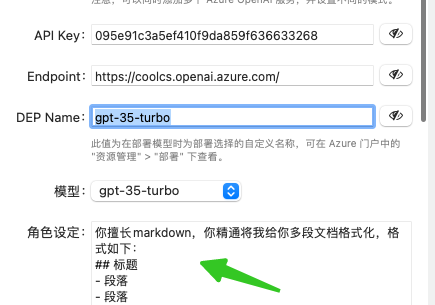 注意，可以同时添加多个 Azure OpenAI 服务，并设置不同的模式。
API Key:
095e91c3a5ef410f9da859f636633268
Endpoint:
https://coolcs.openai.azure.com/
DEP Name:
gpt-35-turbo
此值为在部署模型时为部署选择的自定义名称，可在 Azure 门户中的
"资源管理" > "部署" 下查看。
模型:
gpt-35-turbo
角色设定:
你擅长markdown，你精通将我给你多段文档格式化，格
式如下:
## 标题
- 段落
- 段落